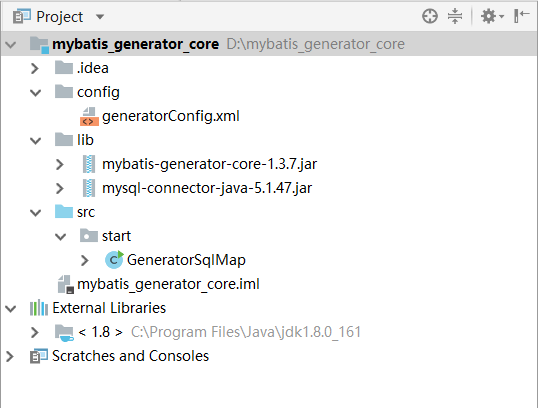 Project
mybatis_generator_core D:\mybatis_generator_core
.idea
config
generatorConfig.xml
lib
mybatis-generator-core-1.3.7.jar
mysql-connector-java-5.1.47.jar
src
start
GeneratorSqlMap
mybatis_generator_core.iml
External Libraries
< 1.8 > C:\Program Files\Java\jdk1.8.0_161
Scratches and Consoles